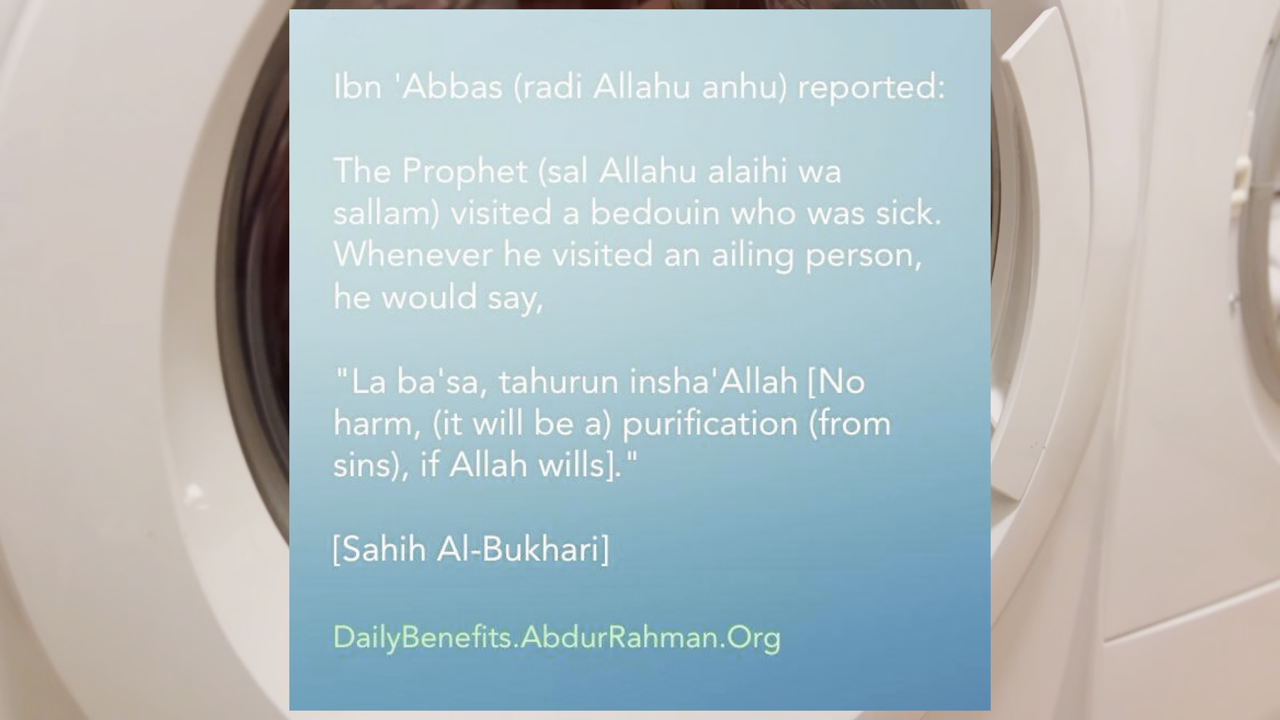 Ibn 'Abbas (radi Allahu anhu) reported:
The Prophet (sal Allahu alaihi wa
sallam) visited a bedouin who was sick.
Whenever he visited an ailing person,
he would say,
"La ba'sa, tahurun insha'Allah [No
harm, (it will be a) purification (from
sins), if Allah wills]."
[Sahih Al-Bukhari]
DailyBenefits.AbdurRahman.Org